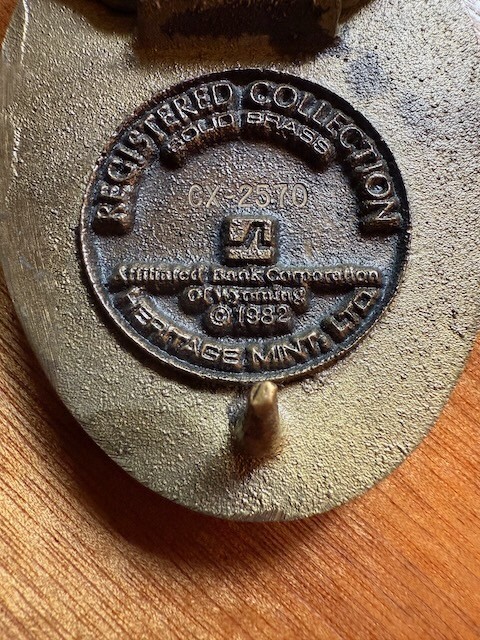 REGISTERED COLLECTION
SOLID BRASS
CX-2570
Affiliated Bank Corporation
Of Wyoming
© 1982
HERITAGE MINT, LTD.